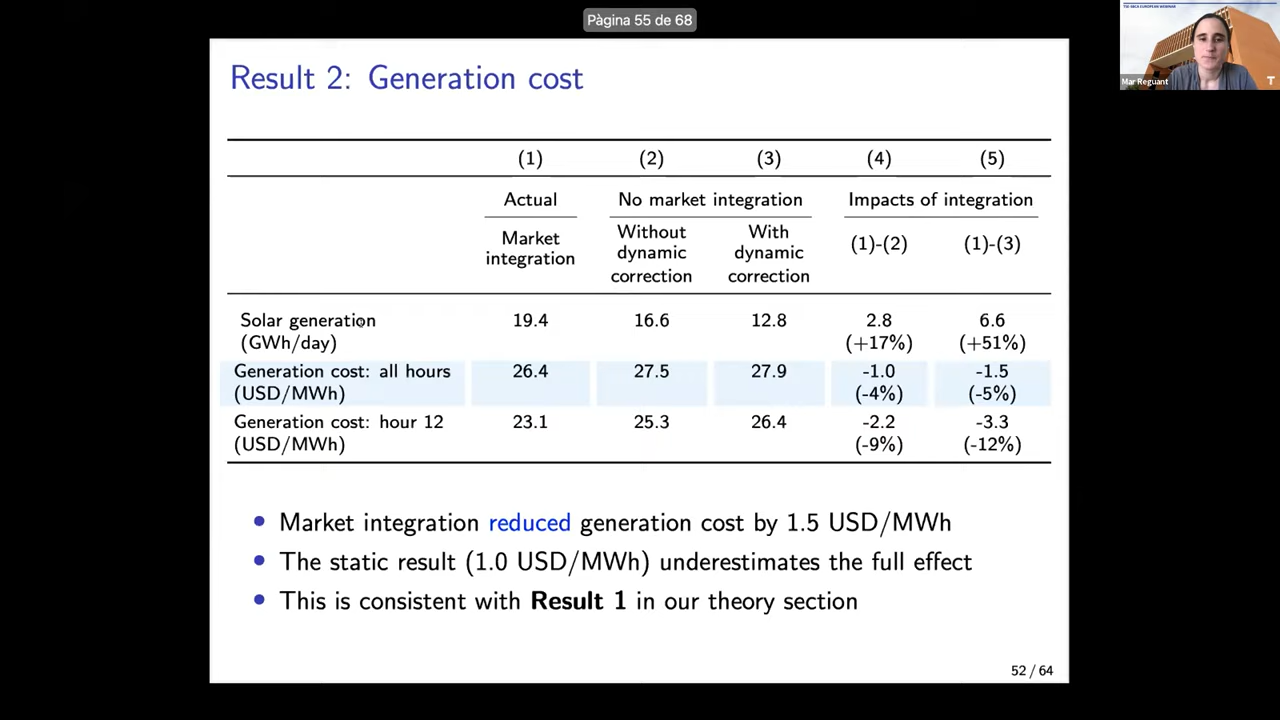 Pàgina 55 de 68
TSE-BBCA EUROPEAN WEBINAR
Mar Reguant
T
Result 2: Generation cost
(1) (2) (3) (4) (5)
Actual No market integration Impacts of integration
Market integration Without dynamic correction With dynamic correction (1)-(2) (1)-(3)
Solar generation 19.4 16.6 12.8 2.8 6.6
(GWh/day) (+17%) (+51%)
Generation cost: all hours 26.4 27.5 27.9 -1.0 -1.5
(USD/MWh) (-4%) (-5%)
Generation cost: hour 12 23.1 25.3 26.4 -2.2 -3.3
(USD/MWh) (-9%) (-12%)
• Market integration reduced generation cost by 1.5 USD/MWh
• The static result (1.0 USD/MWh) underestimates the full effect
• This is consistent with Result 1 in our theory section
52 / 64